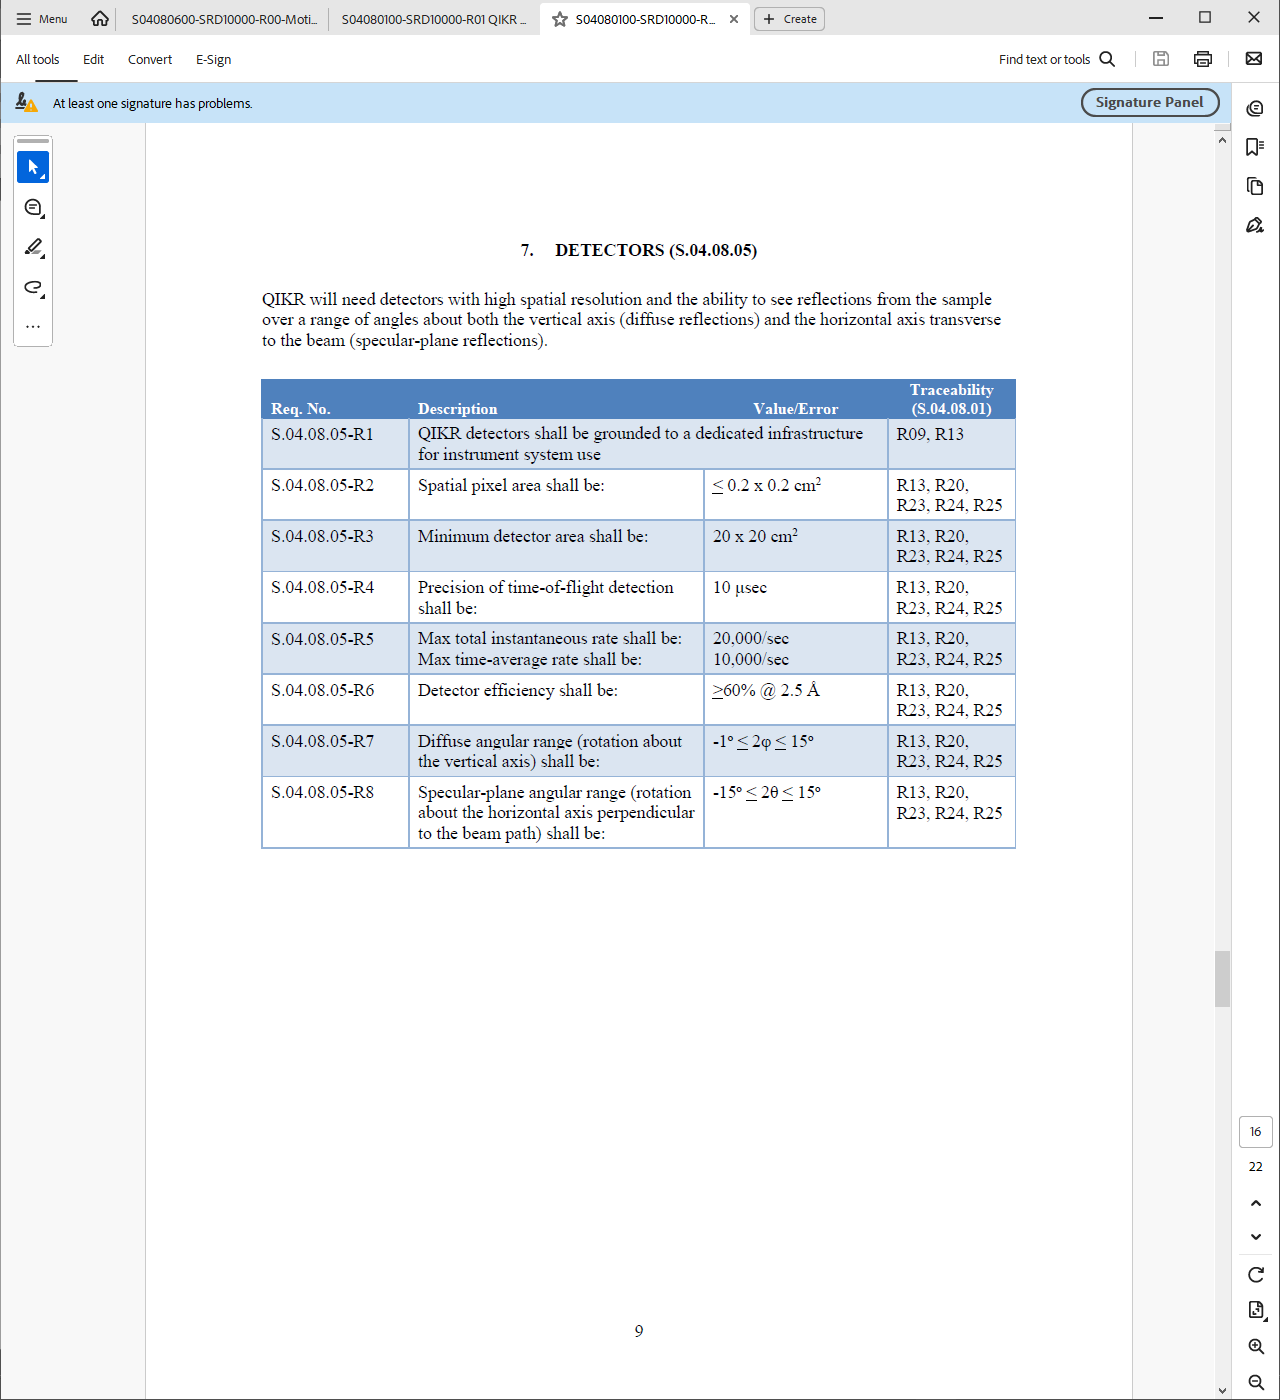 Menu
S04080600-SRD10000-R00-Moti...
S04080100-SRD10000-R01 QIKR ...
S04080100-SRD10000-R...
Create
All tools
Edit
Convert
E-Sign
Find text or tools
At least one signature has problems.
Signature Panel
7. DETECTORS (S.04.08.05)
QIKR will need detectors with high spatial resolution and the ability to see reflections from the sample
over a range of angles about both the vertical axis (diffuse reflections) and the horizontal axis transverse
to the beam (specular-plane reflections).
Req. No. Description Value/Error Traceability
(S.04.08.01)
S.04.08.05-R1 QIKR detectors shall be grounded to a dedicated infrastructure R09, R13
for instrument system use
S.04.08.05-R2 Spatial pixel area shall be: ≤ 0.2 x 0.2 cm² R13, R20,
R23, R24, R25
S.04.08.05-R3 Minimum detector area shall be: 20 x 20 cm² R13, R20,
R23, R24, R25
S.04.08.05-R4 Precision of time-of-flight detection 10 μsec R13, R20,
shall be: R23, R24, R25
S.04.08.05-R5 Max total instantaneous rate shall be: 20,000/sec R13, R20,
Max time-average rate shall be: 10,000/sec R23, R24, R25
S.04.08.05-R6 Detector efficiency shall be: ≥60% @ 2.5 Å R13, R20,
R23, R24, R25
S.04.08.05-R7 Diffuse angular range (rotation about -1º ≤ 2φ ≤ 15º R13, R20,
the vertical axis) shall be: R23, R24, R25
S.04.08.05-R8 Specular-plane angular range (rotation -15º ≤ 2θ ≤ 15º R13, R20,
about the horizontal axis perpendicular R23, R24, R25
to the beam path) shall be:
16
22
9